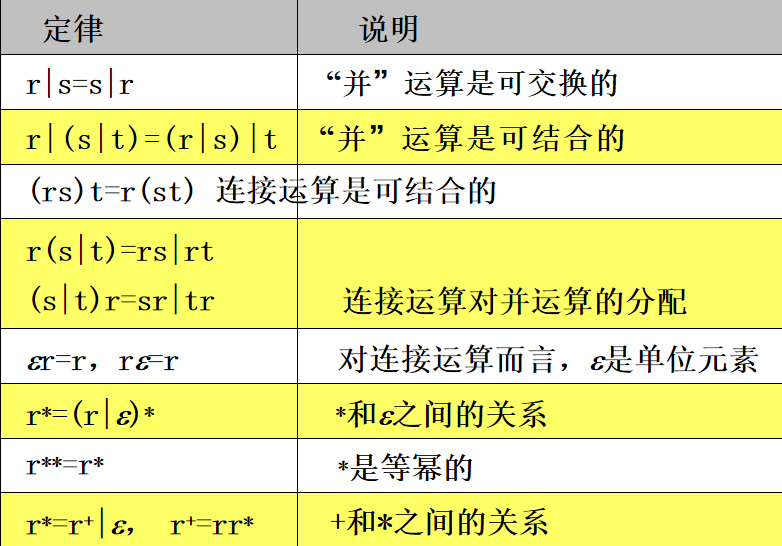 定律 说明
r|s=s|r “并”运算是可交换的
r|(s|t)=(r|s)|t “并”运算是可结合的
(rs)t=r(st) 连接运算是可结合的
r(s|t)=rs|rt
(s|t)r=sr|tr 连接运算对并运算的分配
εr=r，rε=r 对连接运算而言，ε是单位元素
r*=(r|ε)* *和ε之间的关系
r**=r* *是等幂的
r*=r⁺|ε， r⁺=rr* +和*之间的关系